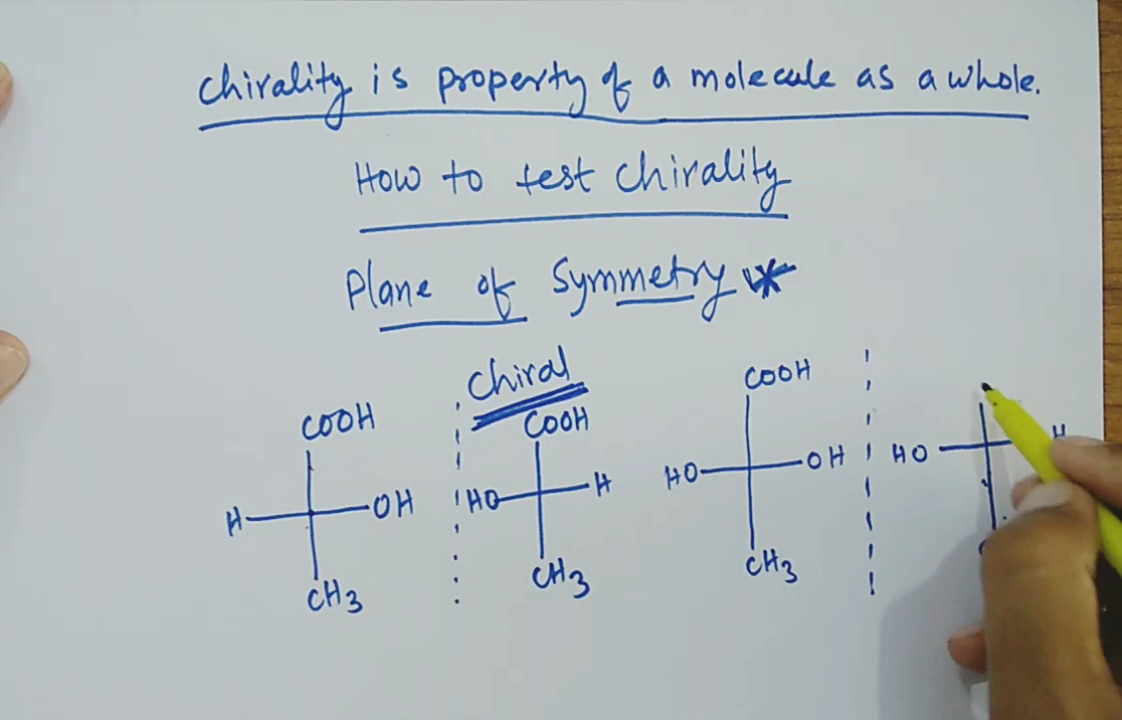 Chirality is property of a molecule as a whole.
How to test chirality
Plane of Symmetry
Chiral
COOH COOH COOH
H OH HO H HO OH HO H
CH3 CH3 CH3